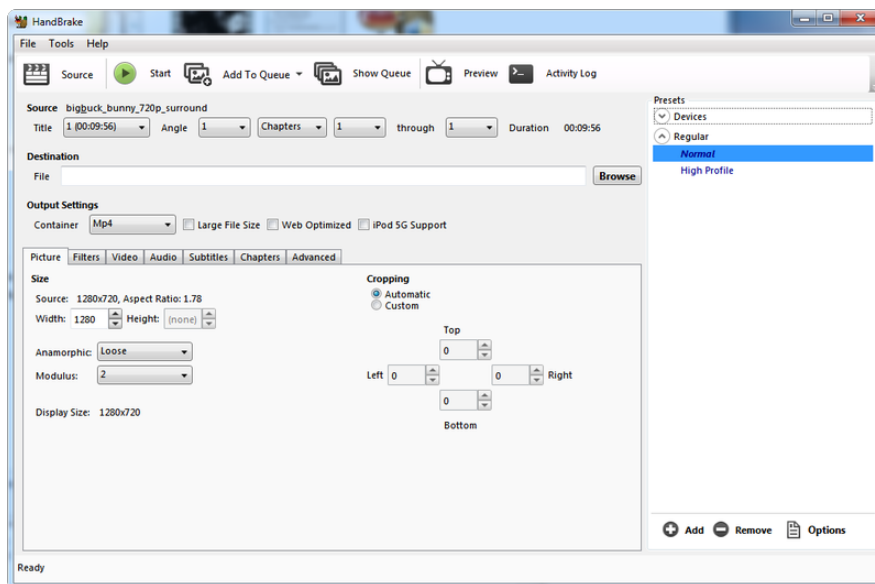 HandBrake
File Tools Help
Source Start Add To Queue Show Queue Preview Activity Log
Source bigbuck_bunny_720p_surround
Title 1 (00:09:56) Angle 1 Chapters 1 through 1 Duration 00:09:56
Destination
File Browse
Output Settings
Container Mp4 Large File Size Web Optimized iPod 5G Support
Picture Filters Video Audio Subtitles Chapters Advanced
Size
Source: 1280x720, Aspect Ratio: 1.78
Width: 1280 Height: (none)
Anamorphic: Loose
Modulus: 2
Display Size: 1280x720
Cropping
Automatic
Custom
Top
0
Left 0 0 Right
0
Bottom
Presets
Devices
Regular
Normal
High Profile
Add Remove Options
Ready